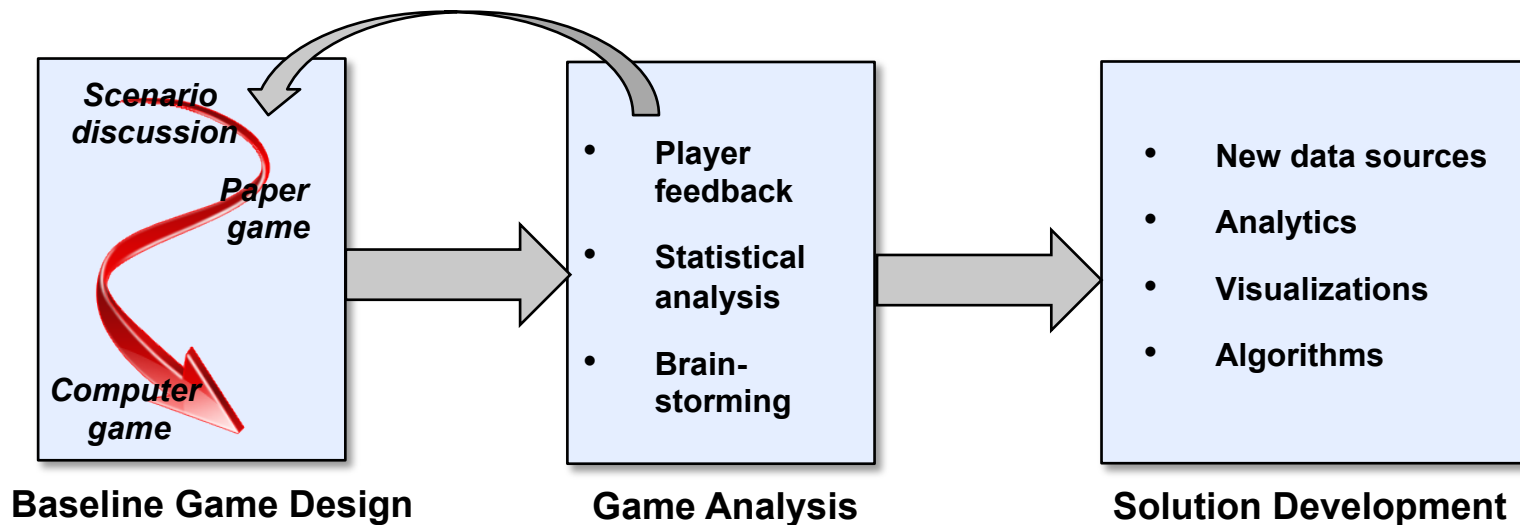 Scenario
discussion
Paper
game
Computer
game
Baseline Game Design
• Player
feedback
• Statistical
analysis
• Brain-
storming
Game Analysis
• New data sources
• Analytics
• Visualizations
• Algorithms
Solution Development